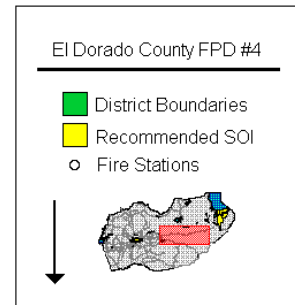 El Dorado County FPD #4
District Boundaries
Recommended SOI
Fire Stations